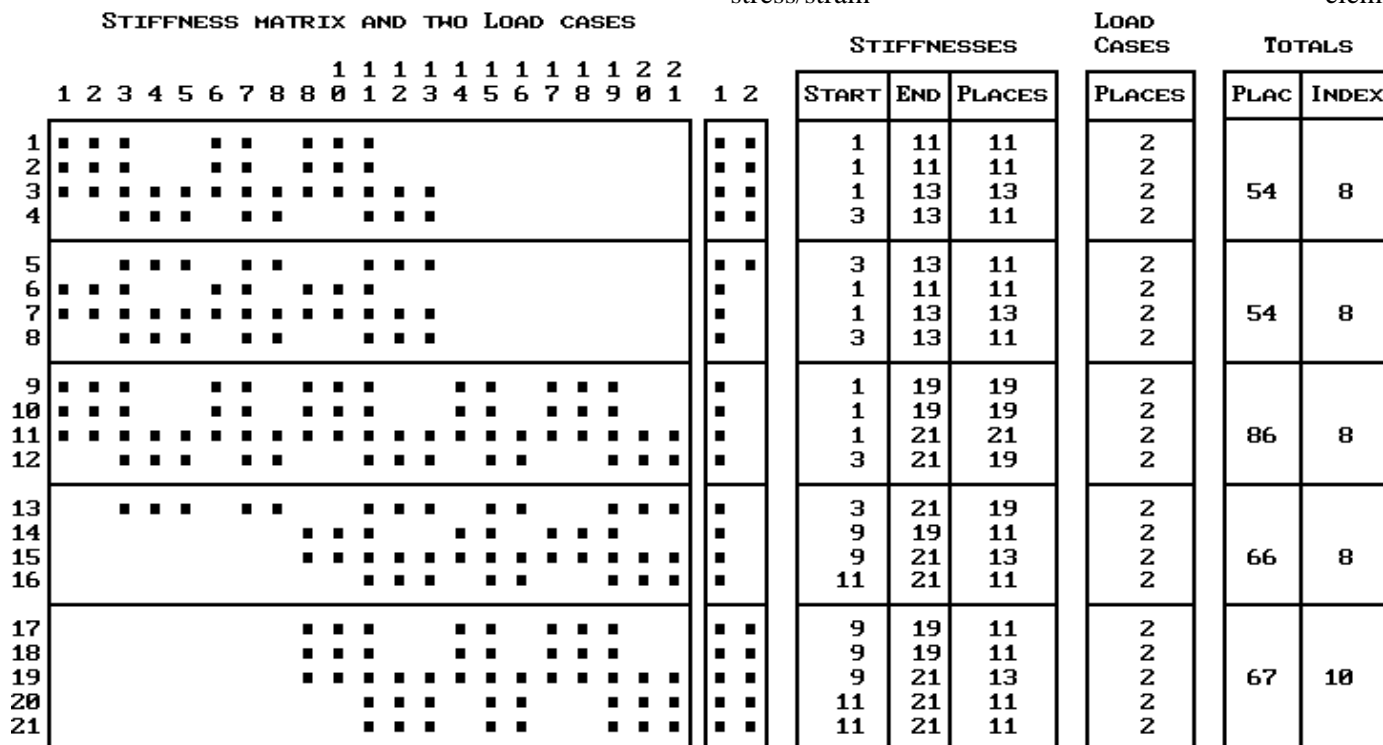 stress/strain
STIFFNESS MATRIX AND TWO LOAD CASES
LOAD
STIFFNESSES CASES TOTALS
1 1 1 1 1 1 1 1 1 1 2 2
1 2 3 4 5 6 7 8 8 0 1 2 3 4 5 6 7 8 9 0 1 1 2 START END PLACES PLACES PLAC INDEX
1 1 11 11 2
2 1 11 11 2
3 1 13 13 2 54 8
4 3 13 11 2
5 3 13 11 2
6 1 11 11 2
7 1 13 13 2 54 8
8 3 13 11 2
9 1 19 19 2
10 1 19 19 2
11 1 21 21 2 86 8
12 3 21 19 2
13 3 21 19 2
14 9 19 11 2
15 9 21 13 2 66 8
16 11 21 11 2
17 9 19 11 2
18 9 19 11 2
19 9 21 13 2 67 10
20 11 21 11 2
21 11 21 11 2